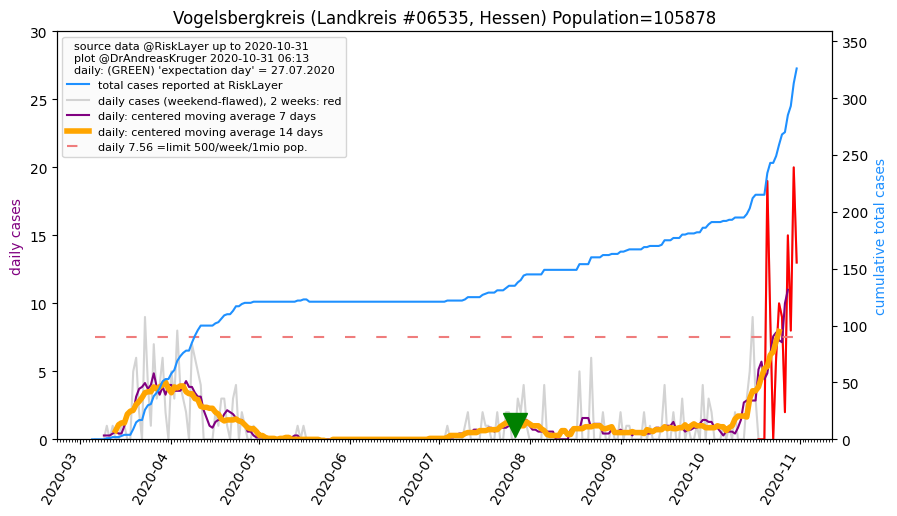 Vogelsbergkreis (Landkreis #06535, Hessen) Population=105878
source data @RiskLayer up to 2020-10-31
plot @DrAndreasKruger 2020-10-31 06:13
daily: (GREEN) 'expectation day' = 27.07.2020
total cases reported at RiskLayer
daily cases (weekend-flawed), 2 weeks: red
daily: centered moving average 7 days
daily: centered moving average 14 days
daily 7.56 =limit 500/week/1mio pop.
daily cases
30
25
20
15
10
5
0
cumulative total cases
350
300
250
200
150
100
50
0
2020-03
2020-04
2020-05
2020-06
2020-07
2020-08
2020-09
2020-10
2020-11